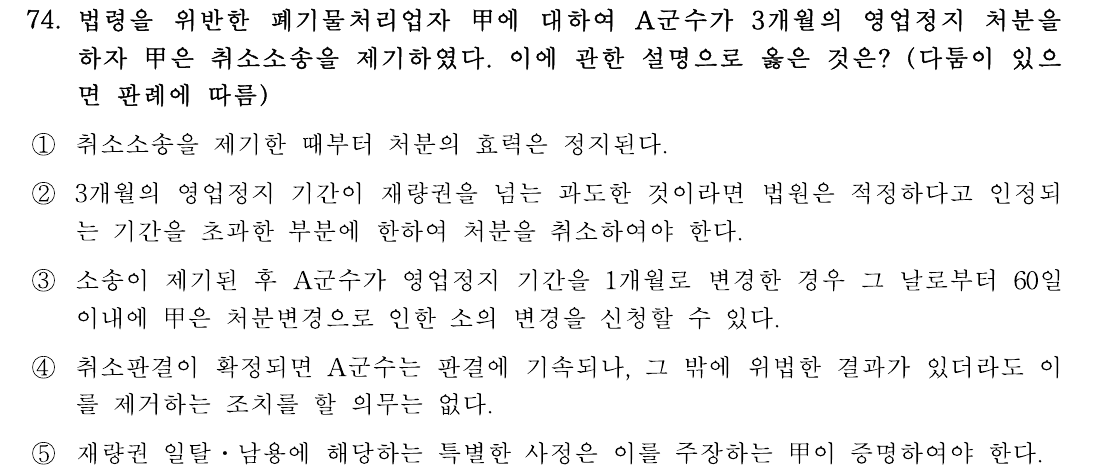 74. 법령을 위반한 폐기물처리업자 甲에 대하여 A군수가 3개월의 영업정지 처분을
하자 甲은 취소소송을 제기하였다. 이에 관한 설명으로 옳은 것은? (다툼이 있으
면 판례에 따름)
① 취소소송을 제기한 때부터 처분의 효력은 정지된다.
② 3개월의 영업정지 기간이 재량권을 넘는 과도한 것이라면 법원은 적정하다고 인정되
는 기간을 초과한 부분에 한하여 처분을 취소하여야 한다.
③ 소송이 제기된 후 A군수가 영업정지 기간을 1개월로 변경한 경우 그 날로부터 60일
이내에 甲은 처분변경으로 인한 소의 변경을 신청할 수 있다.
④ 취소판결이 확정되면 A군수는 판결에 기속되나, 그 밖에 위법한 결과가 있더라도 이
를 제거하는 조치를 할 의무는 없다.
⑤ 재량권 일탈·남용에 해당하는 특별한 사정은 이를 주장하는 甲이 증명하여야 한다.